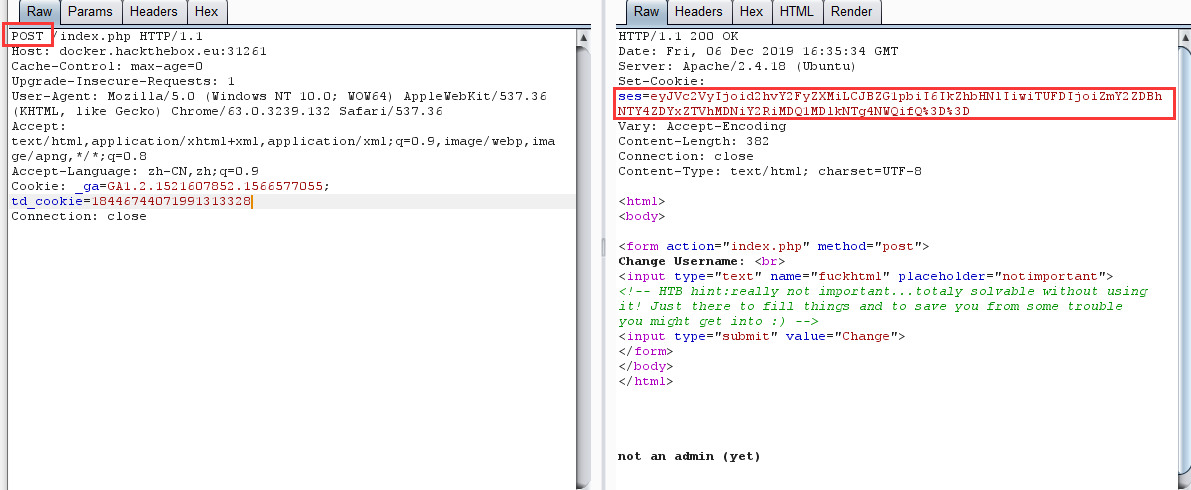 Raw Params Headers Hex
POST /index.php HTTP/1.1
Host: docker.hackthebox.eu:31261
Cache-Control: max-age=0
Upgrade-Insecure-Requests: 1
User-Agent: Mozilla/5.0 (Windows NT 10.0; WOW64) AppleWebKit/537.36
(KHTML, like Gecko) Chrome/63.0.3239.132 Safari/537.36
Accept:
text/html,application/xhtml+xml,application/xml;q=0.9,image/webp,ima
ge/apng,*/*;q=0.8
Accept-Language: zh-CN,zh;q=0.9
Cookie: _ga=GA1.2.1521607852.1566577055;
td_cookie=18446744071991313328
Connection: close
Raw Headers Hex HTML Render
HTTP/1.1 200 OK
Date: Fri, 06 Dec 2019 16:35:34 GMT
Server: Apache/2.4.18 (Ubuntu)
Set-Cookie:
ses=eyJVc2VyIjoid2hvY2FyZXMiLCJBZG1pbiI6IkZhbHNlIiwiTUFDIjoiZmY2ZDBh
NTY4ZDYxZTVhMDNiY2RiMDQ1MDlkNTg4NWQifQ%3D%3D
Vary: Accept-Encoding
Content-Length: 382
Connection: close
Content-Type: text/html; charset=UTF-8
<html>
<body>
<form action="index.php" method="post">
Change Username: <br>
<input type="text" name="fuckhtml" placeholder="notimportant">
<!-- HTB hint:really not important...totaly solvable without using
it! Just there to fill things and to save you from some trouble
you might get into :) -->
<input type="submit" value="Change">
</form>
</body>
</html>
not an admin (yet)